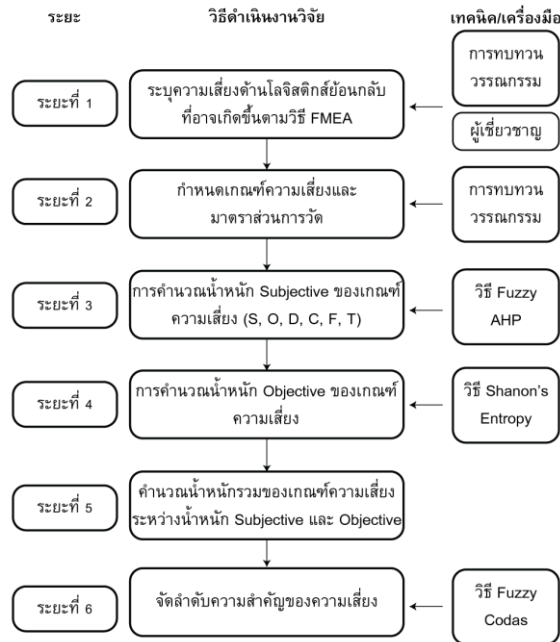 ระยะ
วิธีดำเนินงานวิจัย
เทคนิค/เครื่องมือ
ระยะที่ 1
ระบุความเสี่ยงด้านโลจิสติกส์ย้อนกลับ
ที่อาจเกิดขึ้นตามวิธี FMEA
การทบทวน
วรรณกรรม
ผู้เชี่ยวชาญ
ระยะที่ 2
กำหนดเกณฑ์ความเสี่ยงและ
มาตราส่วนการวัด
การทบทวน
วรรณกรรม
ระยะที่ 3
การคำนวณน้ำหนัก Subjective ของเกณฑ์
ความเสี่ยง (S, O, D, C, F, T)
วิธี Fuzzy
AHP
ระยะที่ 4
การคำนวณน้ำหนัก Objective ของเกณฑ์
ความเสี่ยง
วิธี Shanon's
Entropy
ระยะที่ 5
คำนวณน้ำหนักรวมของเกณฑ์ความเสี่ยง
ระหว่างน้ำหนัก Subjective และ Objective
ระยะที่ 6
จัดลำดับความสำคัญของความเสี่ยง
วิธี Fuzzy
Codas